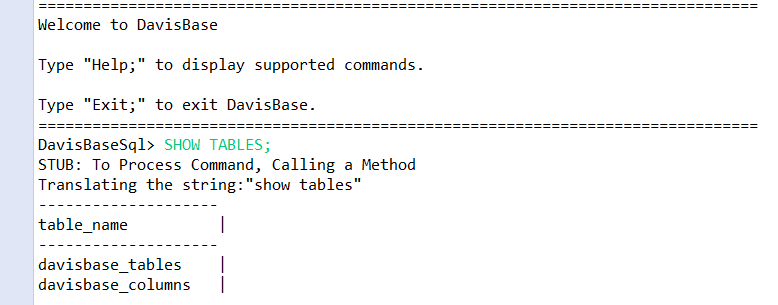 ================================================================================
Welcome to DavisBase
Type "Help;" to display supported commands.
Type "Exit;" to exit DavisBase.
================================================================================
DavisBaseSql> SHOW TABLES;
STUB: To Process Command, Calling a Method
Translating the string:"show tables"
--------------------
table_name          |
--------------------
davisbase_tables    |
davisbase_columns   |